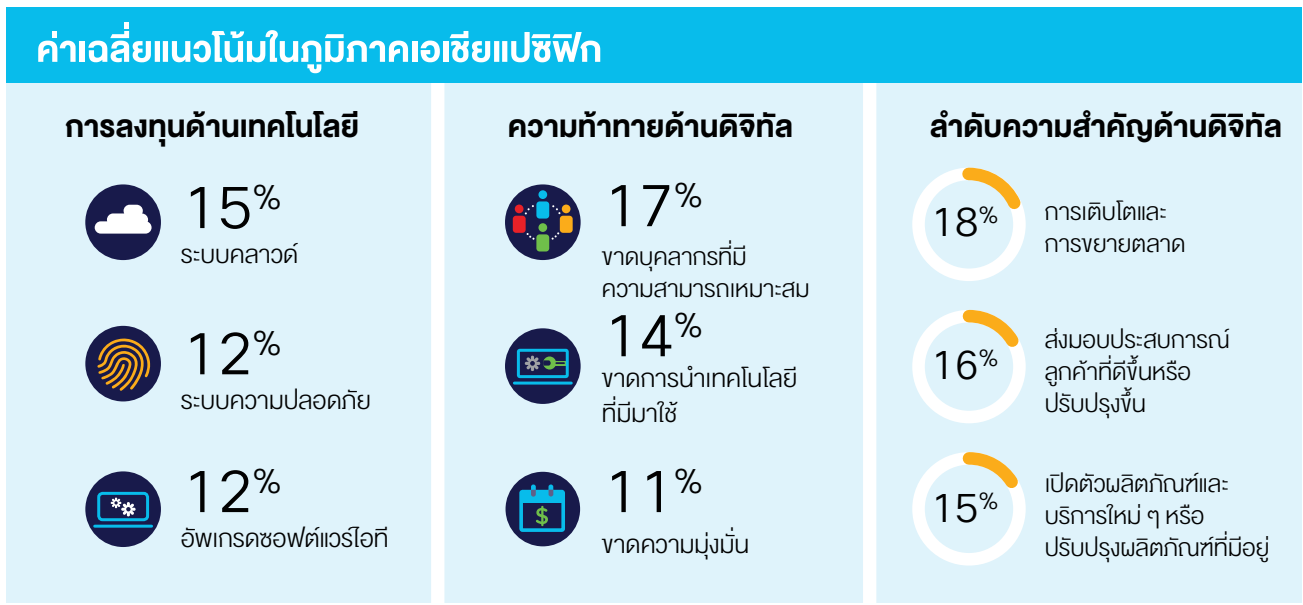 ค่าเฉลี่ยแนวโน้มในภูมิภาคเอเชียแปซิฟิก
การลงทุนด้านเทคโนโลยี
15%
ระบบคลาวด์
12%
ระบบความปลอดภัย
12%
อัพเกรดซอฟต์แวร์ไอที
ความท้าทายด้านดิจิทัล
17%
ขาดบุคลากรที่มี
ความสามารถเหมาะสม
14%
ขาดการนำเทคโนโลยี
ที่มีมาใช้
$
11%
ขาดความมุ่งมั่น
ลำดับความสำคัญด้านดิจิทัล
18%
การเติบโตและ
การขยายตลาด
16%
ส่งมอบประสบการณ์
ลูกค้าที่ดีขึ้นหรือ
ปรับปรุงขึ้น
15%
เปิดตัวผลิตภัณฑ์และ
บริการใหม่ ๆ หรือ
ปรับปรุงผลิตภัณฑ์ที่มีอยู่